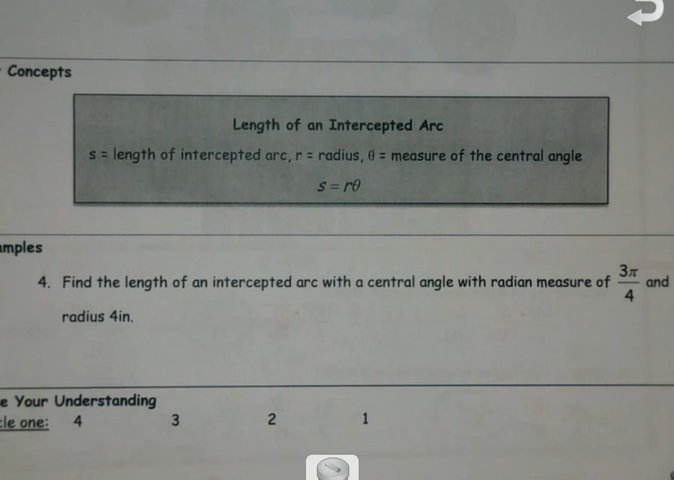 Concepts
Length of an Intercepted Arc
s = length of intercepted arc, r = radius, θ = measure of the central angle
s = rθ
amples
4. Find the length of an intercepted arc with a central angle with radian measure of 3π/4 and
radius 4in.
e Your Understanding
cle one: 4 3 2 1